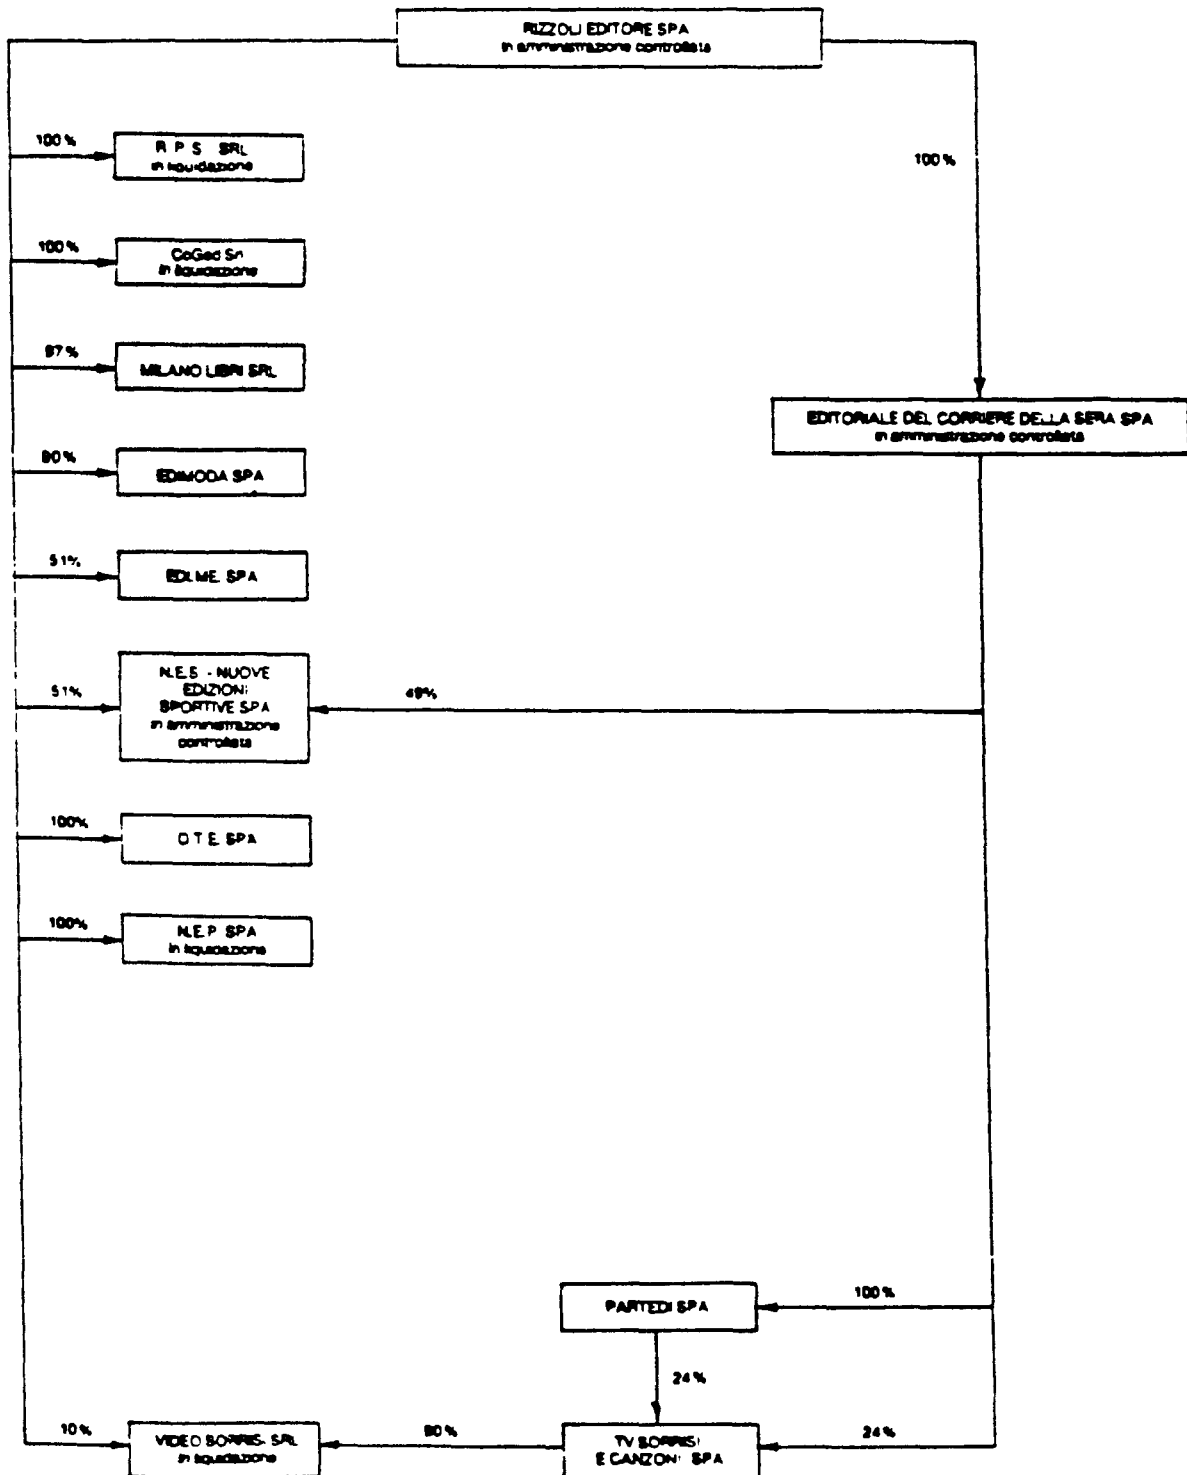 RIZZOLI EDITORE SPA
in amministrazione controllata
100%
R P S SRL
in liquidazione
100%
100%
CoGed Srl
in liquidazione
97%
MILANO LIBRI SRL
EDITORIALE DEL CORRIERE DELLA SERA SPA
in amministrazione controllata
EDIMODA SPA
51%
EDI.ME. SPA
N.E.S. - NUOVE
EDIZIONI
SPORTIVE SPA
in amministrazione
controllata
51%
49%
100%
O T E. SPA
100%
N.E.P. SPA
in liquidazione
PARTEDI SPA
100%
24%
10%
VIDEO SORRISI SRL
in liquidazione
TV SORRISI
E CANZONI SPA
24%